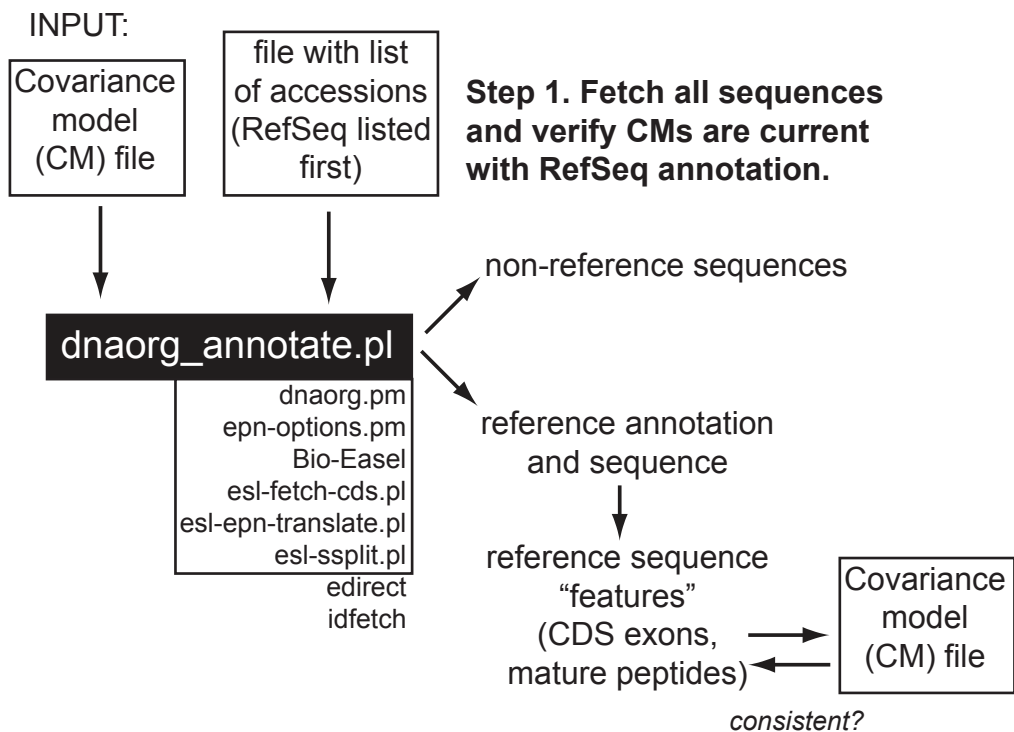 INPUT:
Covariance
model
(CM) file
file with list
of accessions
(RefSeq listed
first)
Step 1. Fetch all sequences
and verify CMs are current
with RefSeq annotation.
non-reference sequences
dnaorg_annotate.pl
dnaorg.pm
epn-options.pm
Bio-Easel
esl-fetch-cds.pl
esl-epn-translate.pl
esl-ssplit.pl
edirect
idfetch
reference annotation
and sequence
reference sequence
“features”
(CDS exons,
mature peptides)
Covariance
model
(CM) file
consistent?